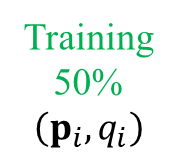 Training
50%
(𝐩ᵢ, qᵢ)